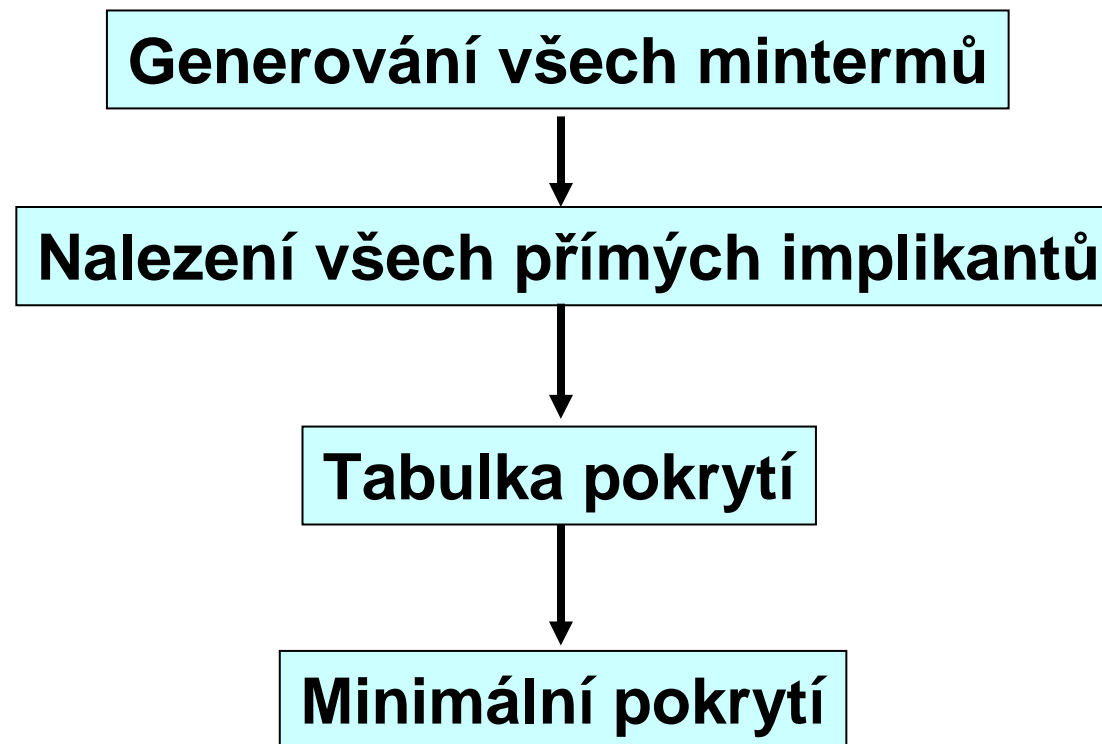 Generování všech mintermů
Nalezení všech přímých implikantů
Tabulka pokrytí
Minimální pokrytí